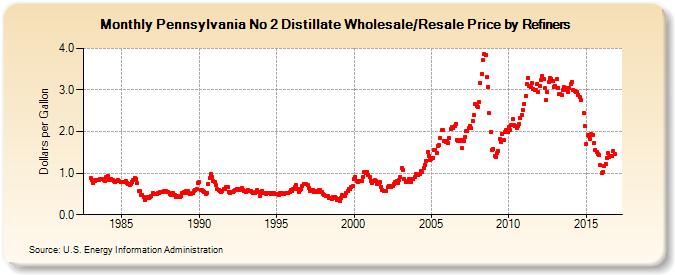 Monthly Pennsylvania No 2 Distillate Wholesale/Resale Price by Refiners
Dollars per Gallon
4.0
3.0
2.0
1.0
0.0
1985 1990 1995 2000 2005 2010 2015
Source: U.S. Energy Information Administration